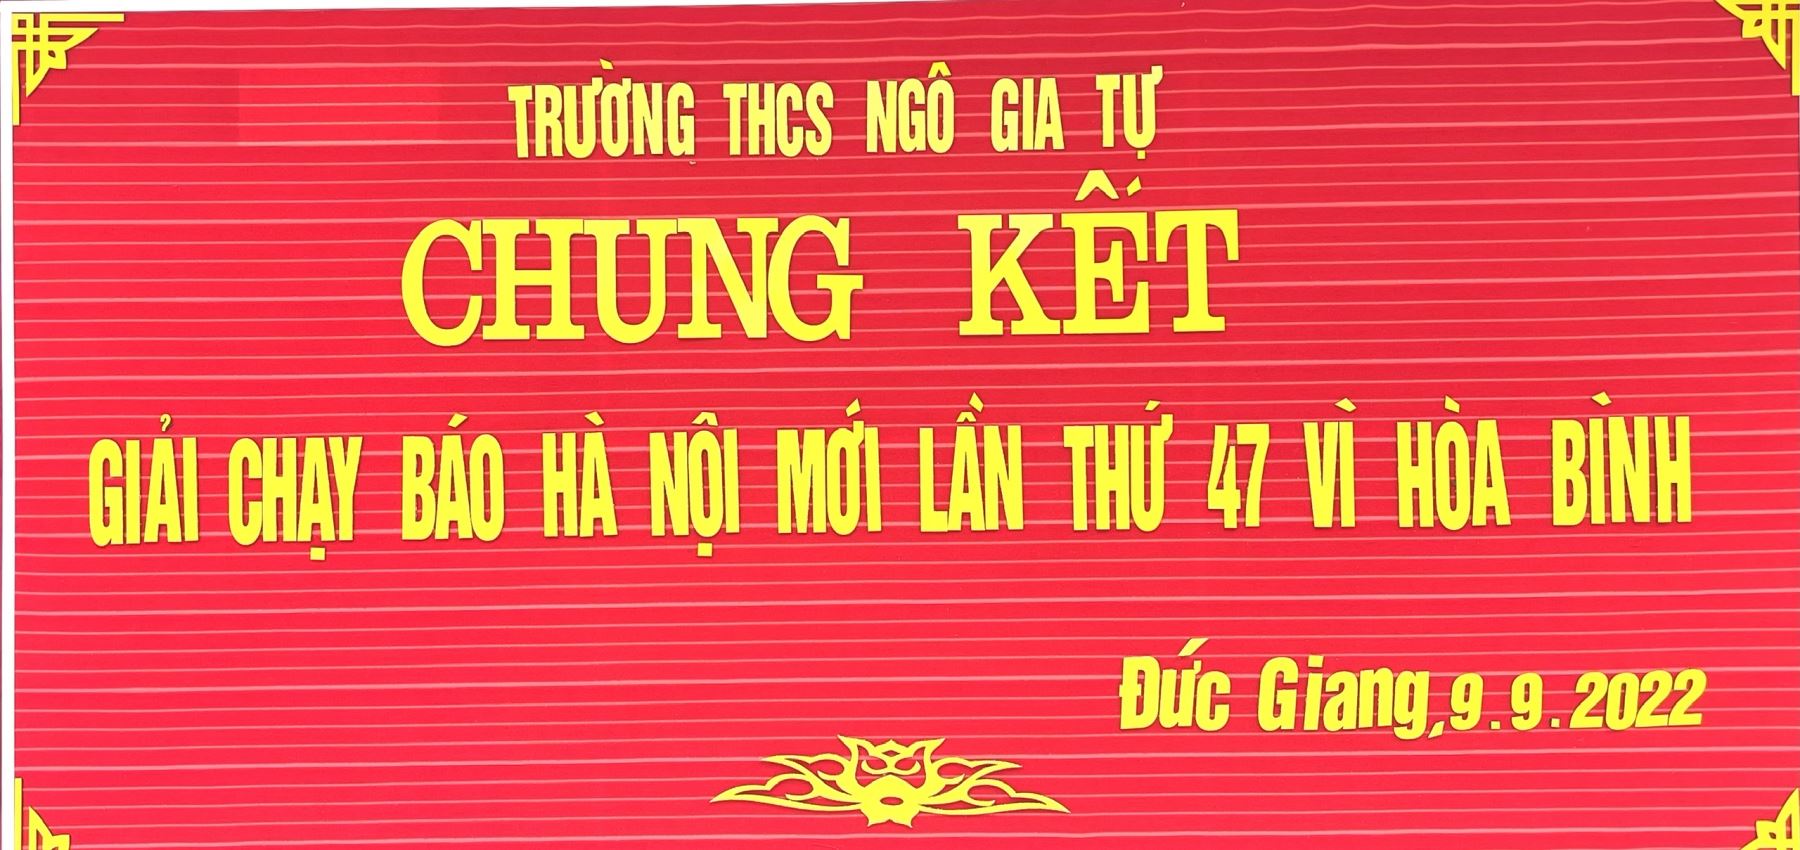 TRƯỜNG THCS NGÔ GIA TỰ
CHUNG KẾT
GIẢI CHẠY BÁO HÀ NỘI MỚI LẦN THỨ 47 VÌ HÒA BÌNH
Đức Giang, 9.9.2022